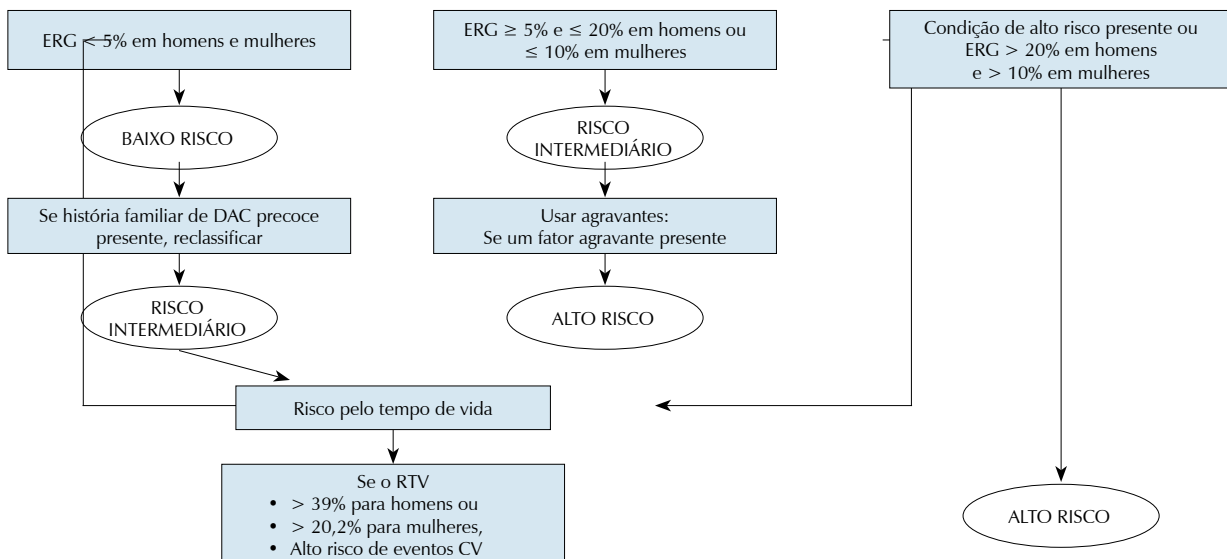 ERG < 5% em homens e mulheres
BAIXO RISCO
Se história familiar de DAC precoce
presente, reclassificar
RISCO
INTERMEDIÁRIO
ERG ≥ 5% e ≤ 20% em homens ou
≤ 10% em mulheres
RISCO
INTERMEDIÁRIO
Usar agravantes:
Se um fator agravante presente
ALTO RISCO
Condição de alto risco presente ou
ERG > 20% em homens
e > 10% em mulheres
ALTO RISCO
Risco pelo tempo de vida
Se o RTV
• > 39% para homens ou
• > 20,2% para mulheres,
• Alto risco de eventos CV